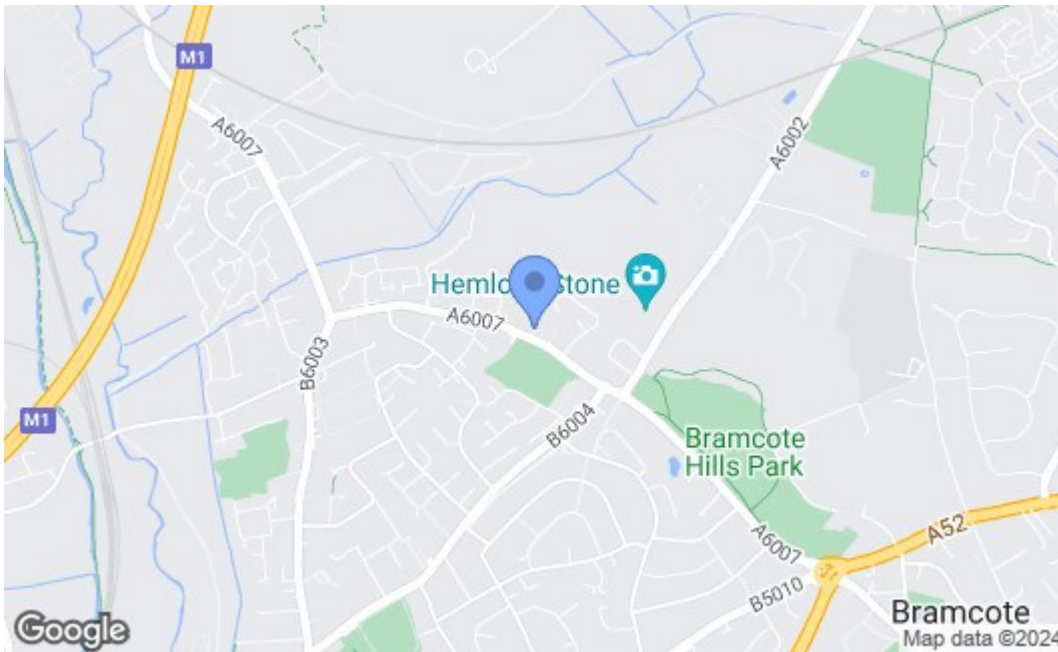 M1
A6007
A6002
Hemlo Stone
A6007
B6003
M1
B6004
Bramcote
Hills Park
A52
A6007
B5010
Bramcote
Google
Map data ©2024